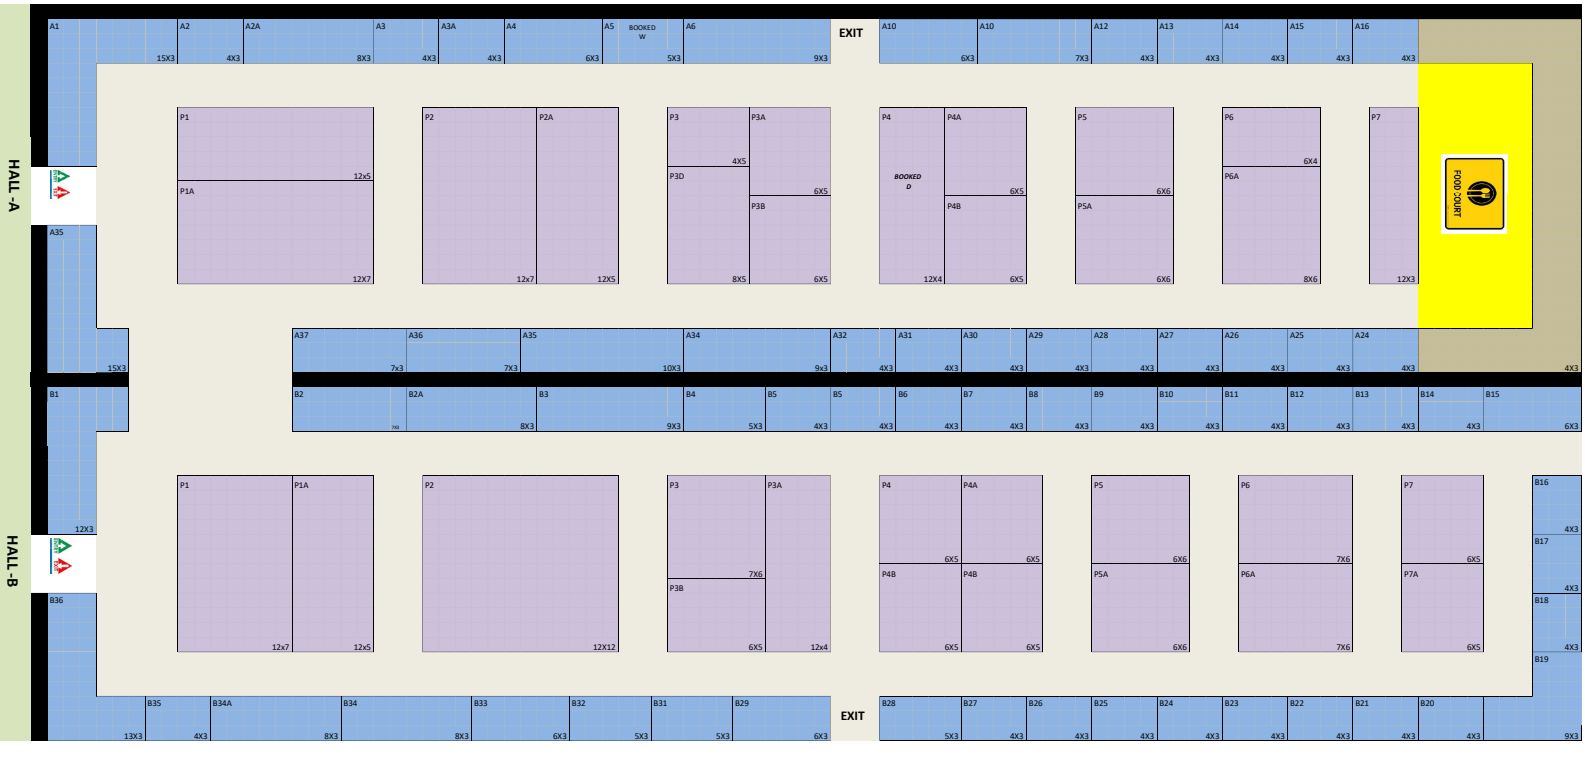 A1 A2 A2A A3 A3A A4 A5 BOOKED A6 EXIT A10 A10 A12 A13 A14 A15 A16
W
15X3 4X3 8X3 4X3 4X3 6X3 5X3 9X3 6X3 7X3 4X3 4X3 4X3 4X3 4X3
P1 P2 P2A P3 P3A P4 P4A P5 P6 P7
4X5 6X4
HALL -A
ENTRY EXIT
12x5 P3D BOOKED P6A FOOD COURT
D
P1A 6X5 6X5 6X6
P3B P4B P5A
A35
12X7 12x7 12X5 8X5 6X5 12X4 6X5 6X6 8X6 12X3
A37 A36 A35 A34 A32 A31 A30 A29 A28 A27 A26 A25 A24
15X3 7x3 7X3 10X3 9x3 4X3 4X3 4X3 4X3 4X3 4X3 4X3 4X3 4X3 4X3
B1 B2 B2A B3 B4 B5 B5 B6 B7 B8 B9 B10 B11 B12 B13 B14 B15
8X3 9X3 5X3 4X3 4X3 4X3 4X3 4X3 4X3 4X3 4X3 4X3 4X3 6X3
P1 P1A P2 P3 P3A P4 P4A P5 P6 P7 B16
12X3 4X3
HALL -B
ENTRY EXIT
B17
6X5 6X5 6X6 7X6 6X5
7X6 P4B P4B P5A P6A P7A
P3B 4X3
B36 B18
12x7 12x5 12X12 6X5 12x4 6X5 6X5 6X6 7X6 6X5 4X3
B19
B35 B34A B34 B33 B32 B31 B29 EXIT B28 B27 B26 B25 B24 B23 B22 B21 B20
13X3 4X3 8X3 8X3 6X3 5X3 5X3 6X3 5X3 4X3 4X3 4X3 4X3 4X3 4X3 4X3 9X3